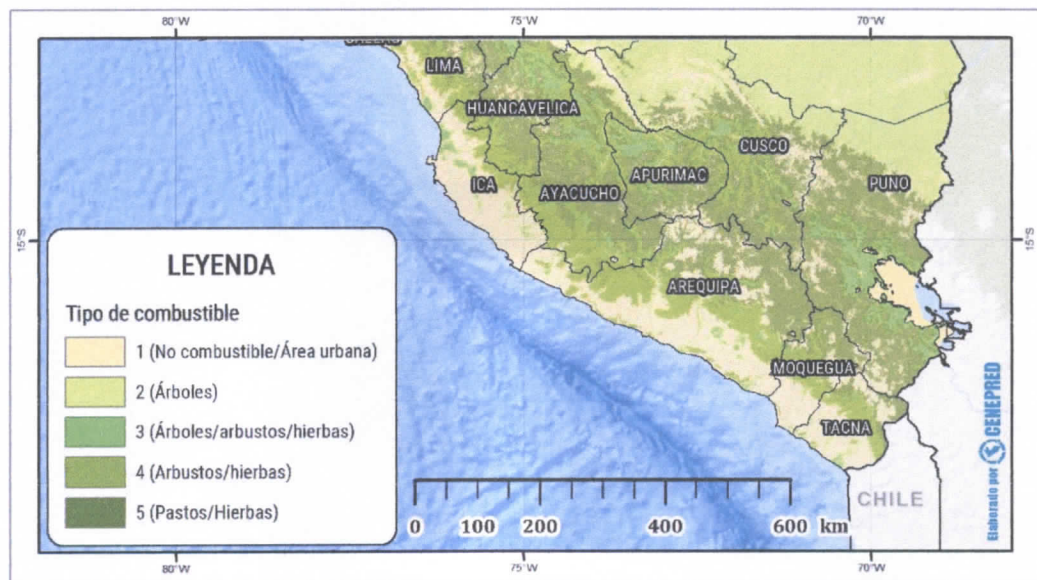 80°W 75°W 70°W
LIMA
HUANCAVELICA
CUSCO
ICA
AYACUCHO
APURIMAC
PUNO
15°S 15°S
AREQUIPA
MOQUEGUA
TACNA
CHILE
LEYENDA
Tipo de combustible
1 (No combustible/Área urbana)
2 (Árboles)
3 (Árboles/arbustos/hierbas)
4 (Arbustos/hierbas)
5 (Pastos/Hierbas)
0 100 200 400 600 km
Elaborado por CENEPRED
80°W 75°W 70°W